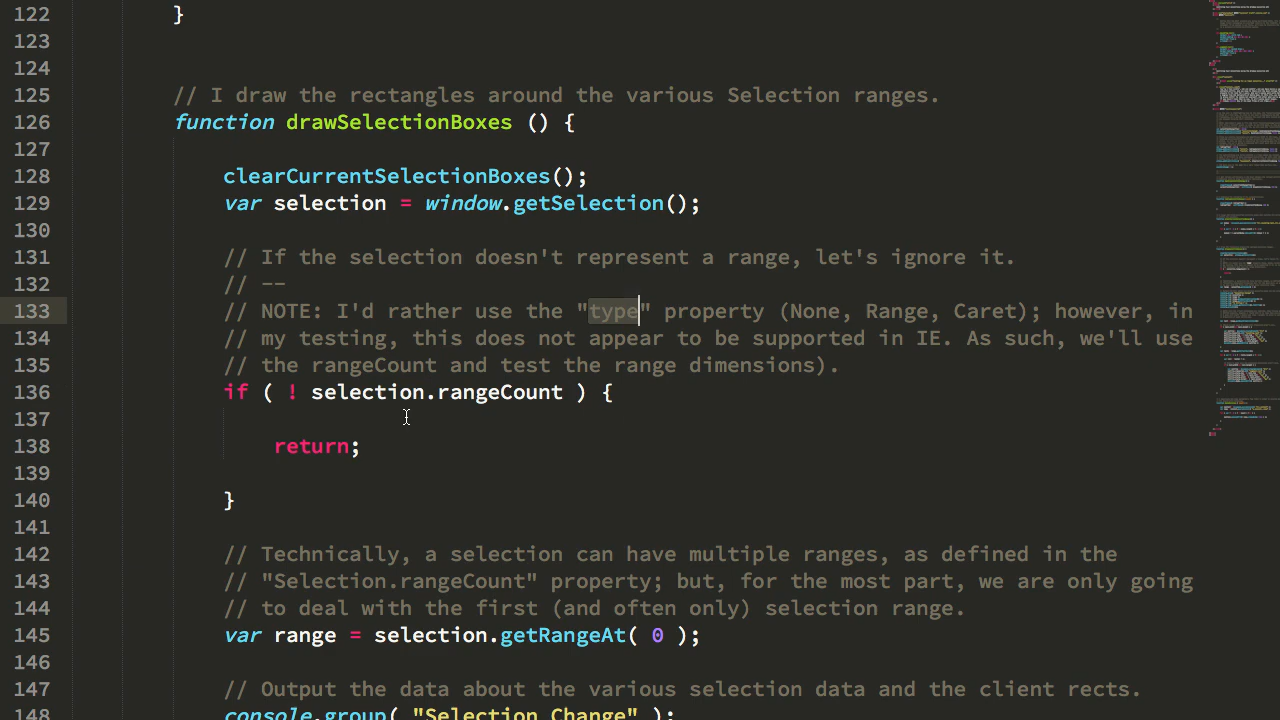 122 }
123
124
125 // I draw the rectangles around the various Selection ranges.
126 function drawSelectionBoxes () {
127
128 clearCurrentSelectionBoxes();
129 var selection = window.getSelection();
130
131 // If the selection doesn't represent a range, let's ignore it.
132 // --
133 // NOTE: I'd rather use the "type" property (None, Range, Caret); however, in
134 // my testing, this does not appear to be supported in IE. As such, we'll use
135 // the rangeCount and test the range dimensions).
136 if ( ! selection.rangeCount ) {
137
138 return;
139
140 }
141
142 // Technically, a selection can have multiple ranges, as defined in the
143 // "Selection.rangeCount" property; but, for the most part, we are only going
144 // to deal with the first (and often only) selection range.
145 var range = selection.getRangeAt( 0 );
146
147 // Output the data about the various selection data and the client rects.
148 console.group( "Selection Change" );